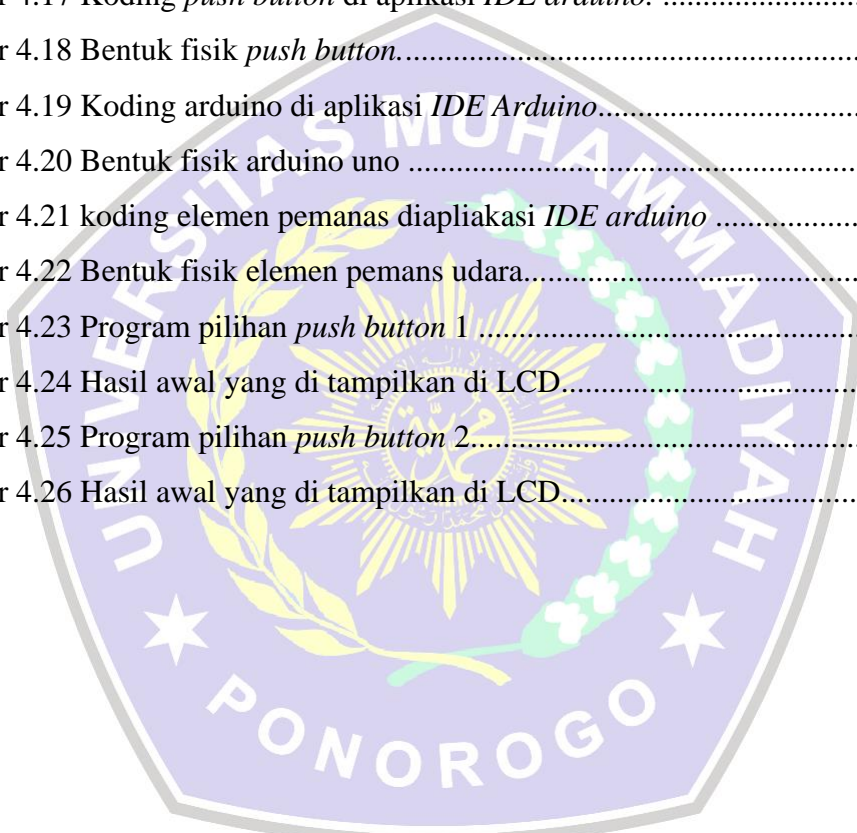 r 4.17 Koding push button di aplikasi IDE arduino. ........................
r 4.18 Bentuk fisik push button.........................................................
r 4.19 Koding arduino di aplikasi IDE Arduino.................................
r 4.20 Bentuk fisik arduino uno .........................................................
r 4.21 koding elemen pemanas diapliakasi IDE arduino ..................
r 4.22 Bentuk fisik elemen pemans udara..........................................
r 4.23 Program pilihan push button 1 ................................................
r 4.24 Hasil awal yang di tampilkan di LCD.....................................
r 4.25 Program pilihan push button 2.................................................
r 4.26 Hasil awal yang di tampilkan di LCD.....................................
UNIVERSITAS MUHAMMADIYAH
PONOROGO